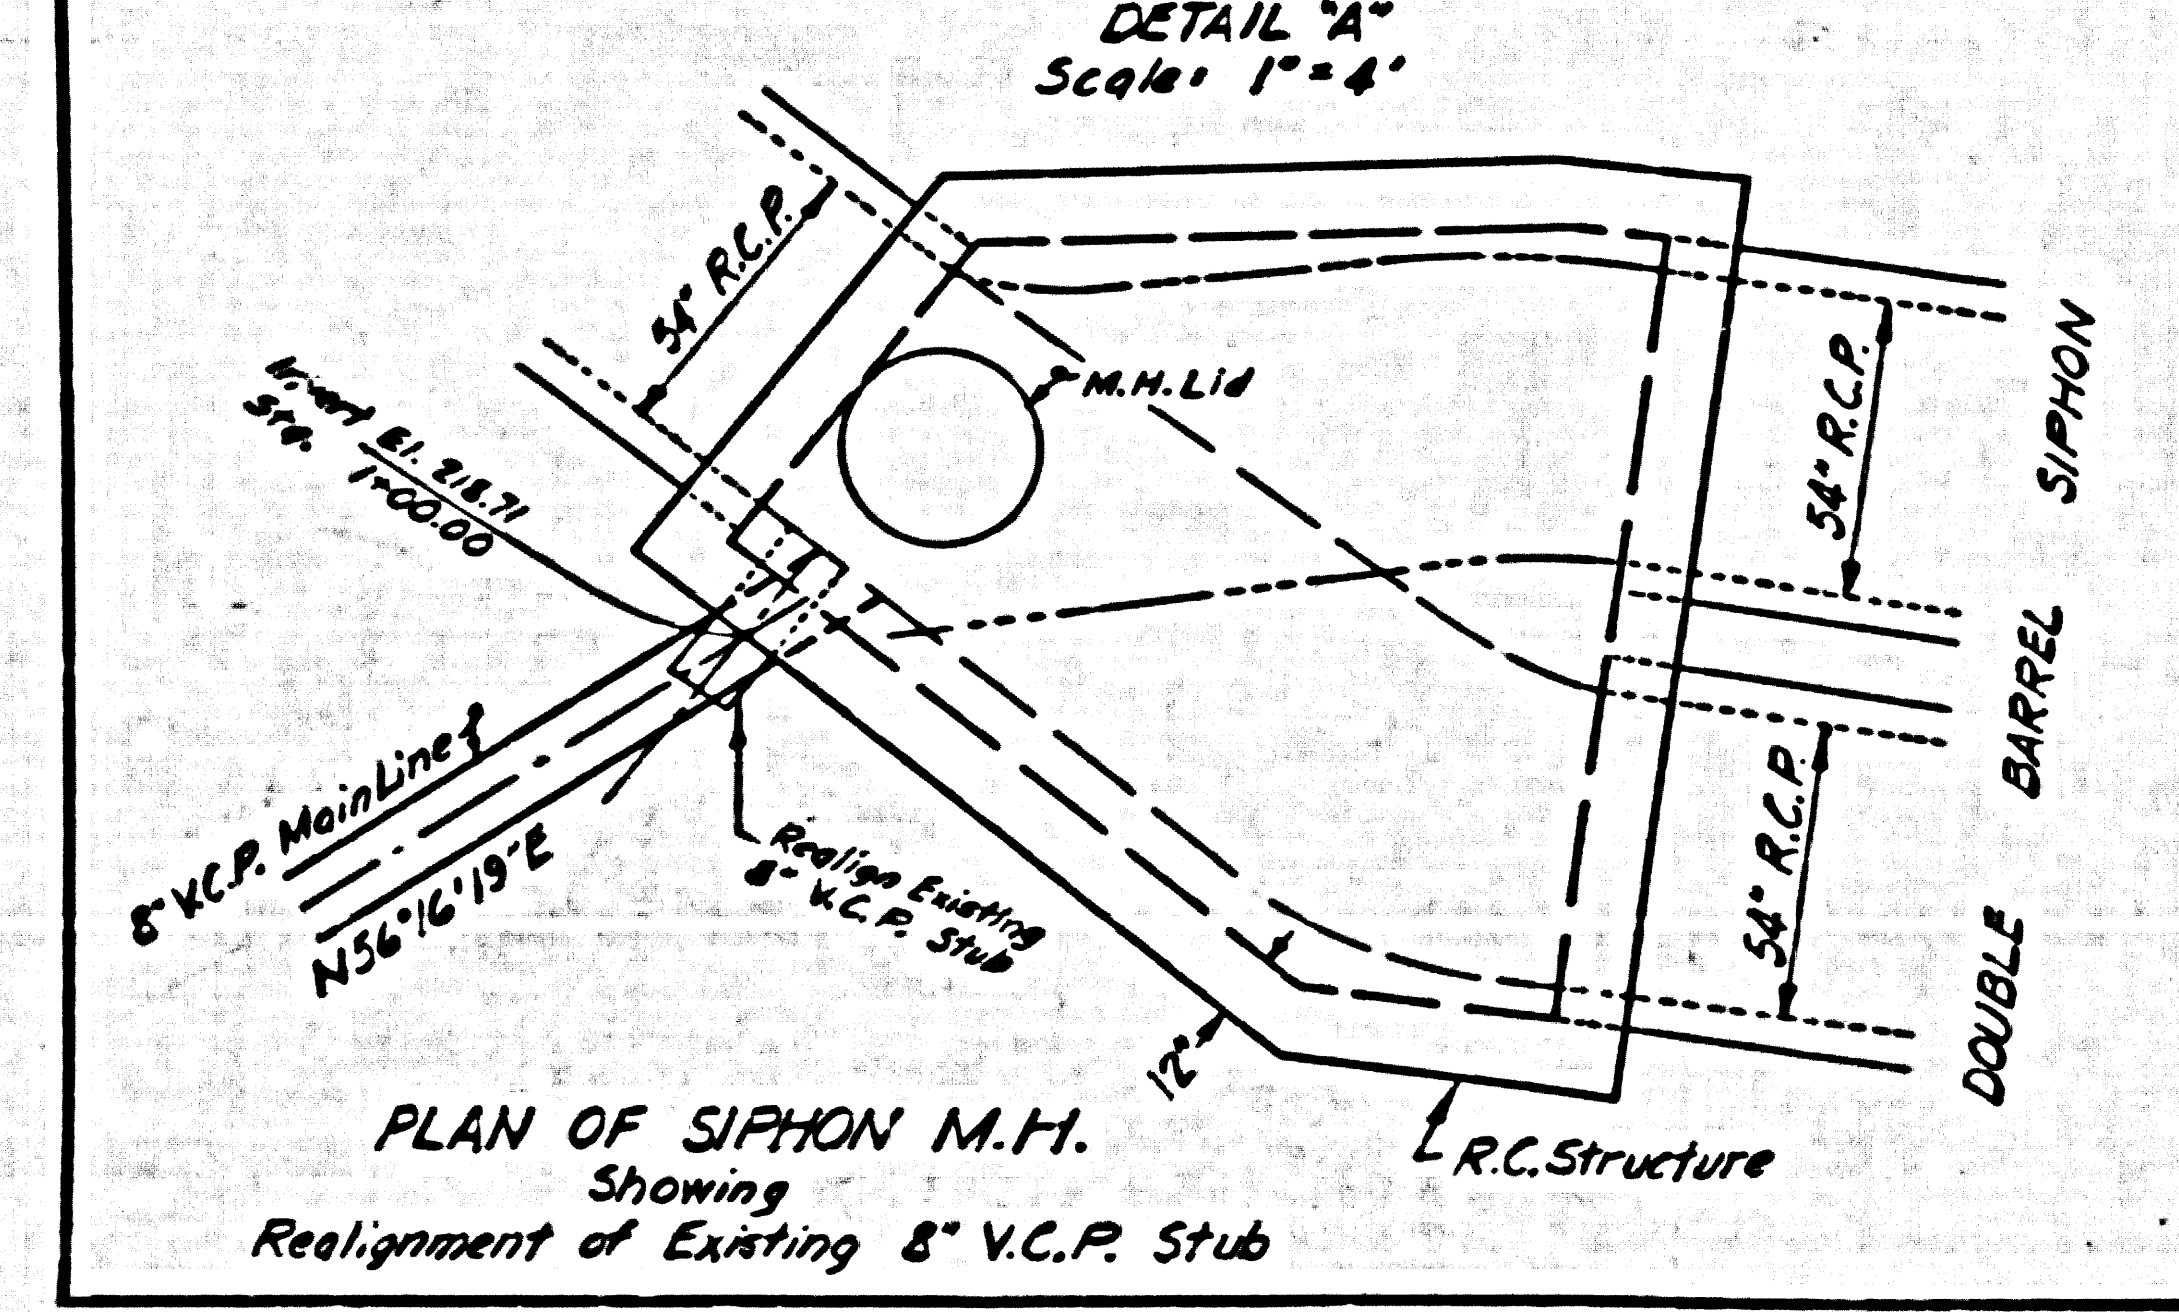 DETAIL "A"
Scale: 1" = 4'
54" R.C.P.
M.H. Lid
Invert El. 218.71
Sta. 1+00.00
54" R.C.P.
54" R.C.P.
DOUBLE BARREL SIPHON
8" V.C.P. Main Line
N56°16'19"E
Realign Existing
8" V.C.P. Stub
12"
R.C. Structure
PLAN OF SIPHON M.H.
Showing
Realignment of Existing 8" V.C.P. Stub